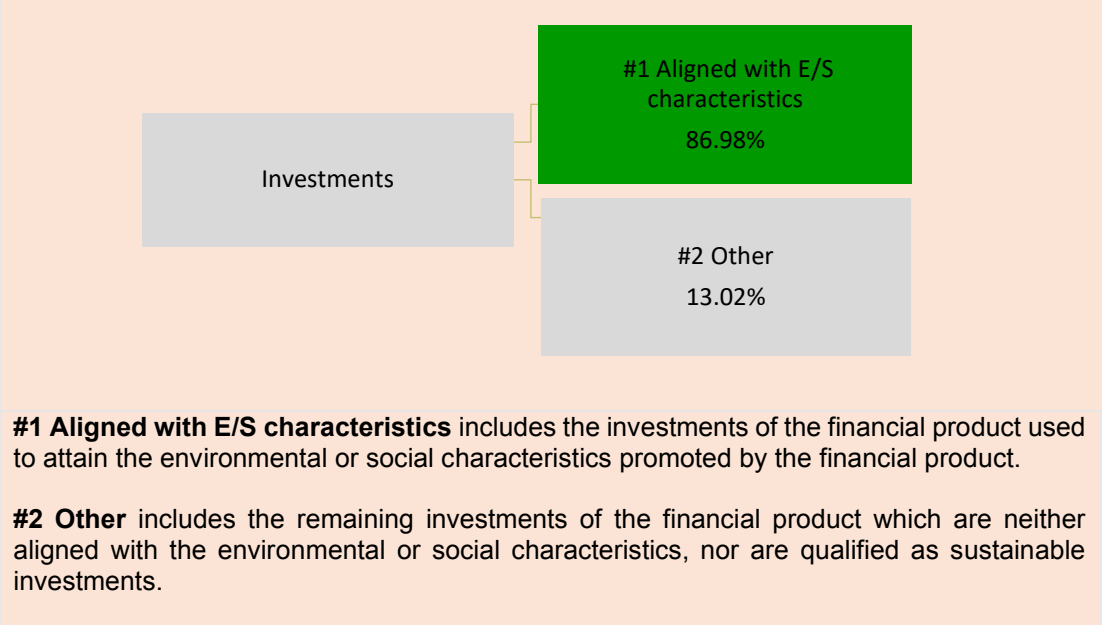 #1 Aligned with E/S
characteristics
86.98%
Investments
#2 Other
13.02%
#1 Aligned with E/S characteristics includes the investments of the financial product used
to attain the environmental or social characteristics promoted by the financial product.
#2 Other includes the remaining investments of the financial product which are neither
aligned with the environmental or social characteristics, nor are qualified as sustainable
investments.